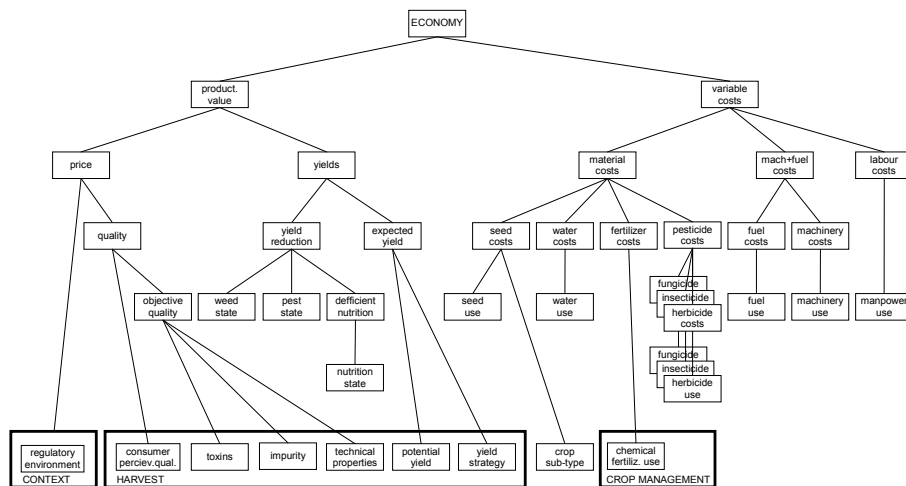 ECONOMY
product.
value
variable
costs
price
yields
material
costs
mach+fuel
costs
labour
costs
quality
yield
reduction
expected
yield
seed
costs
water
costs
fertilizer
costs
pesticide
costs
fuel
costs
machinery
costs
objective
quality
weed
state
pest
state
defficient
nutrition
seed
use
water
use
fungicide
insecticide
herbicide
costs
fuel
use
machinery
use
manpower
use
nutrition
state
fungicide
insecticide
herbicide
use
regulatory
environment
CONTEXT
consumer
perciev.qual.
toxins
impurity
technical
properties
potential
yield
yield
strategy
HARVEST
crop
sub-type
chemical
fertiliz. use
CROP MANAGEMENT